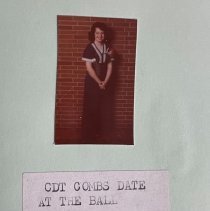 CDT COMBS DATE
AT THE BALL